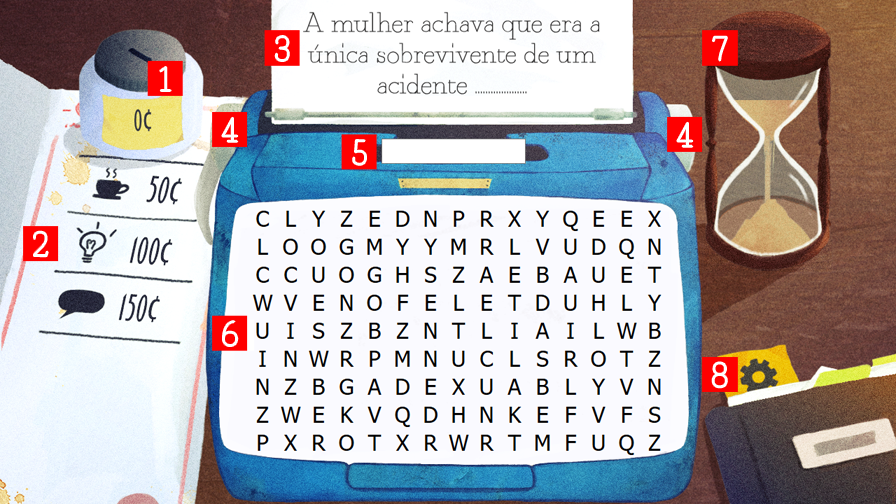 A mulher achava que era a
3
única sobrevivente de um
acidente ....................
7
1
0¢
4
4
5
50¢
2
100¢
150¢
6
8
C L Y Z E D N P R X Y Q E E X
L O O G M Y Y M R L V U D Q N
C C U O G H S Z A E B A U E T
W V E N O F E L E T D U H L Y
U I S Z B Z N T L I A I L W B
I N W R P M N U C L S R O T Z
N Z B G A D E X U A B L Y V N
Z W E K V Q D H N K E F V F S
P X R O T X R W R T M F U Q Z